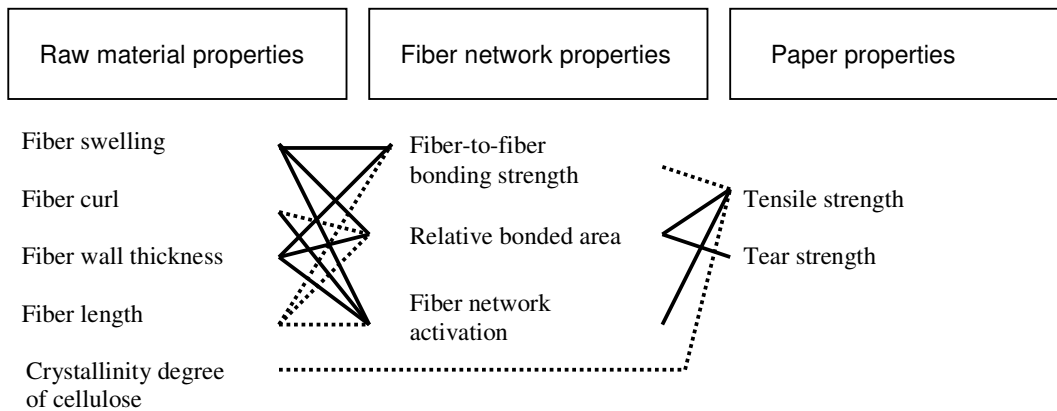 Raw material properties
Fiber network properties
Paper properties
Fiber swelling
Fiber curl
Fiber wall thickness
Fiber length
Crystallinity degree
of cellulose
Fiber-to-fiber
bonding strength
Relative bonded area
Fiber network
activation
Tensile strength
Tear strength